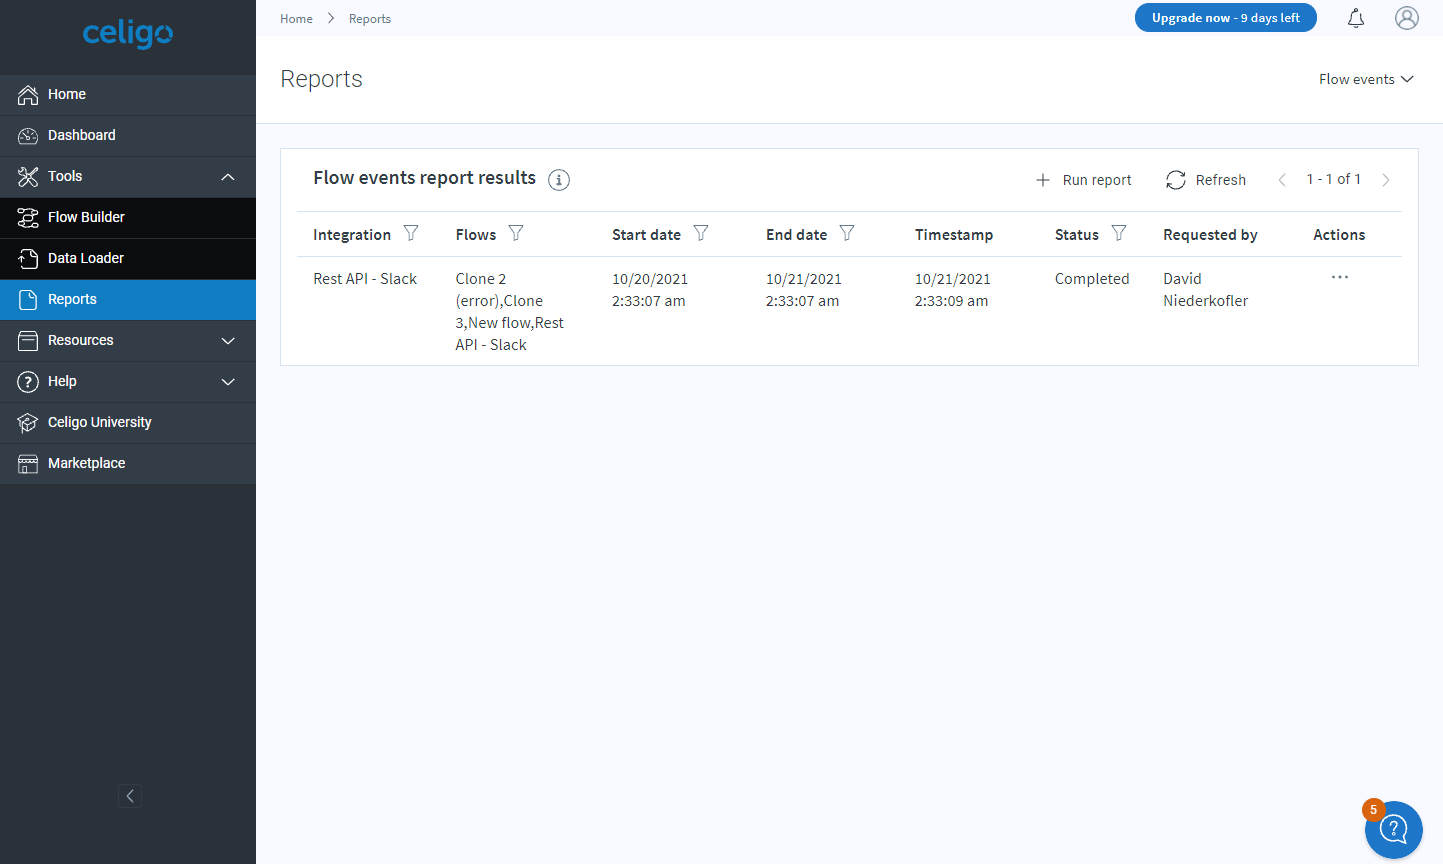 celigo
Home
Dashboard
Tools
Flow Builder
Data Loader
Reports
Resources
Help
Celigo University
Marketplace
Home > Reports
Upgrade now - 9 days left
Reports
Flow events
Flow events report results
Run report
Refresh
1 - 1 of 1
Integration Flows Start date End date Timestamp Status Requested by Actions
Rest API - Slack
Clone 2
(error),Clone
3,New flow,Rest
API - Slack
10/20/2021
2:33:07 am
10/21/2021
2:33:07 am
10/21/2021
2:33:09 am
Completed
David
Niederkofler
5